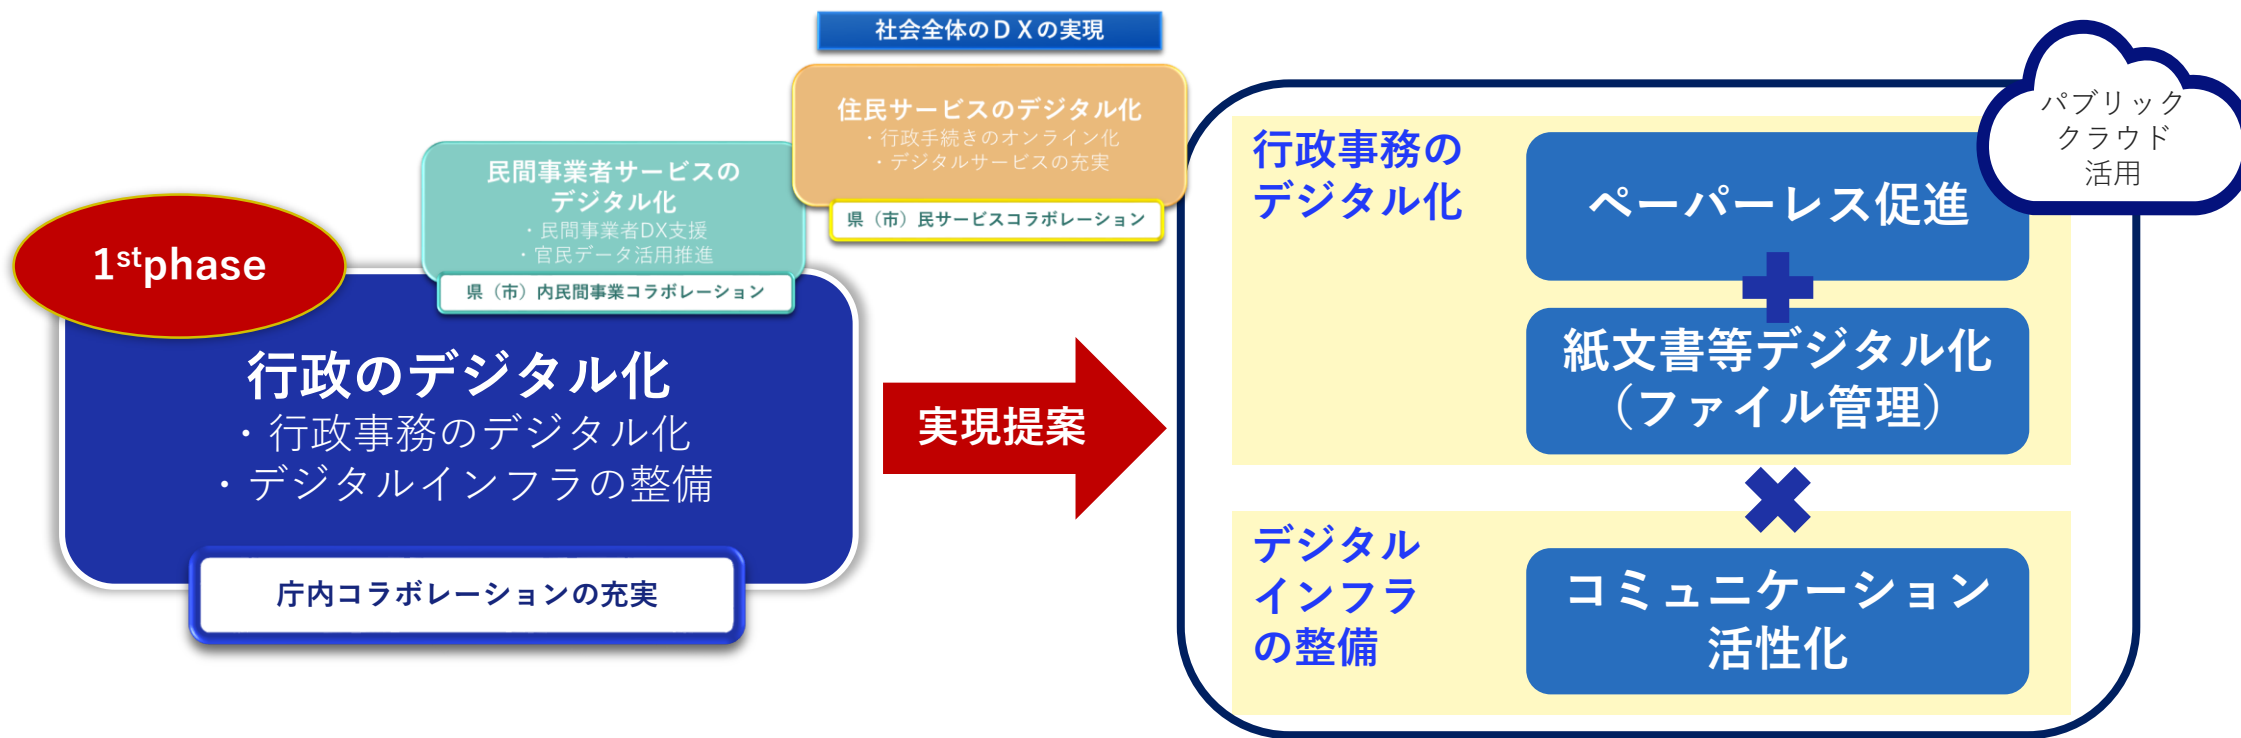 社会全体のＤＸの実現
住民サービスのデジタル化
・行政手続きのオンライン化
・デジタルサービスの充実
県（市）民サービスコラボレーション
民間事業者サービスの
デジタル化
・民間事業者DX支援
・官民データ活用推進
県（市）内民間事業コラボレーション
1stphase
行政のデジタル化
・行政事務のデジタル化
・デジタルインフラの整備
庁内コラボレーションの充実
実現提案
パブリック
クラウド
活用
行政事務の
デジタル化
ペーパーレス促進
紙文書等デジタル化
（ファイル管理）
デジタル
インフラ
の整備
コミュニケーション
活性化